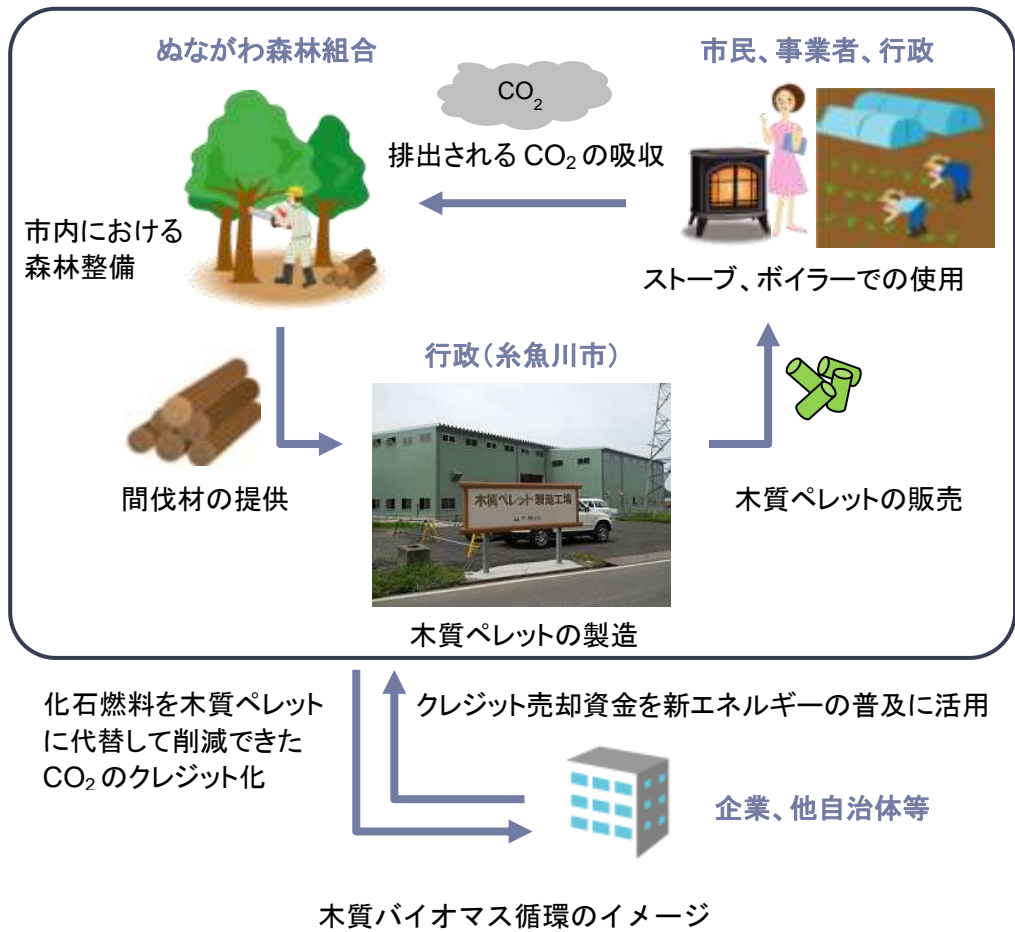 ぬながわ森林組合
市民、事業者、行政
CO2
排出される CO2 の吸収
市内における
森林整備
ストーブ、ボイラーでの使用
行政(糸魚川市)
木質ペレット製造工場
間伐材の提供
木質ペレットの販売
木質ペレットの製造
化石燃料を木質ペレット
に代替して削減できた
CO2 のクレジット化
クレジット売却資金を新エネルギーの普及に活用
企業、他自治体等
木質バイオマス循環のイメージ